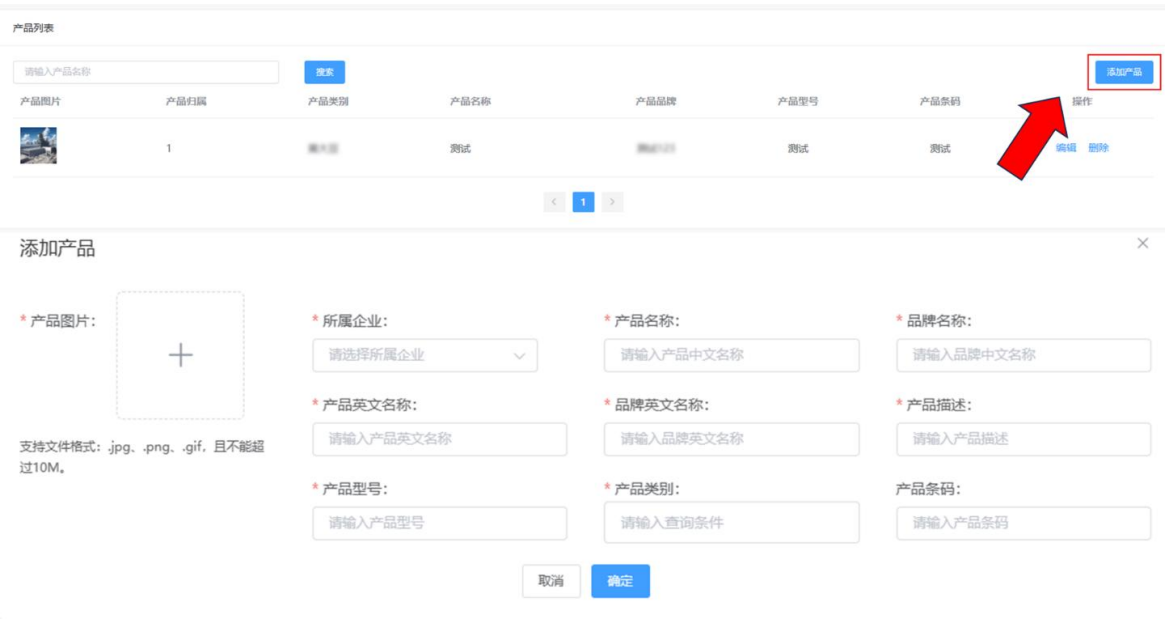 产品列表
请输入产品名称 搜索 添加产品
产品图片 产品归属 产品类别 产品名称 产品品牌 产品型号 产品条码 操作
1 测试 测试 测试 编辑 删除
< 1 >
添加产品
* 产品图片： * 所属企业： * 产品名称： * 品牌名称：
请选择所属企业 请输入产品中文名称 请输入品牌中文名称
* 产品英文名称： * 品牌英文名称： * 产品描述：
请输入产品英文名称 请输入品牌英文名称 请输入产品描述
支持文件格式：.jpg、.png、.gif，且不能超
过10M。
* 产品型号： * 产品类别： 产品条码：
请输入产品型号 请输入查询条件 请输入产品条码
取消 确定